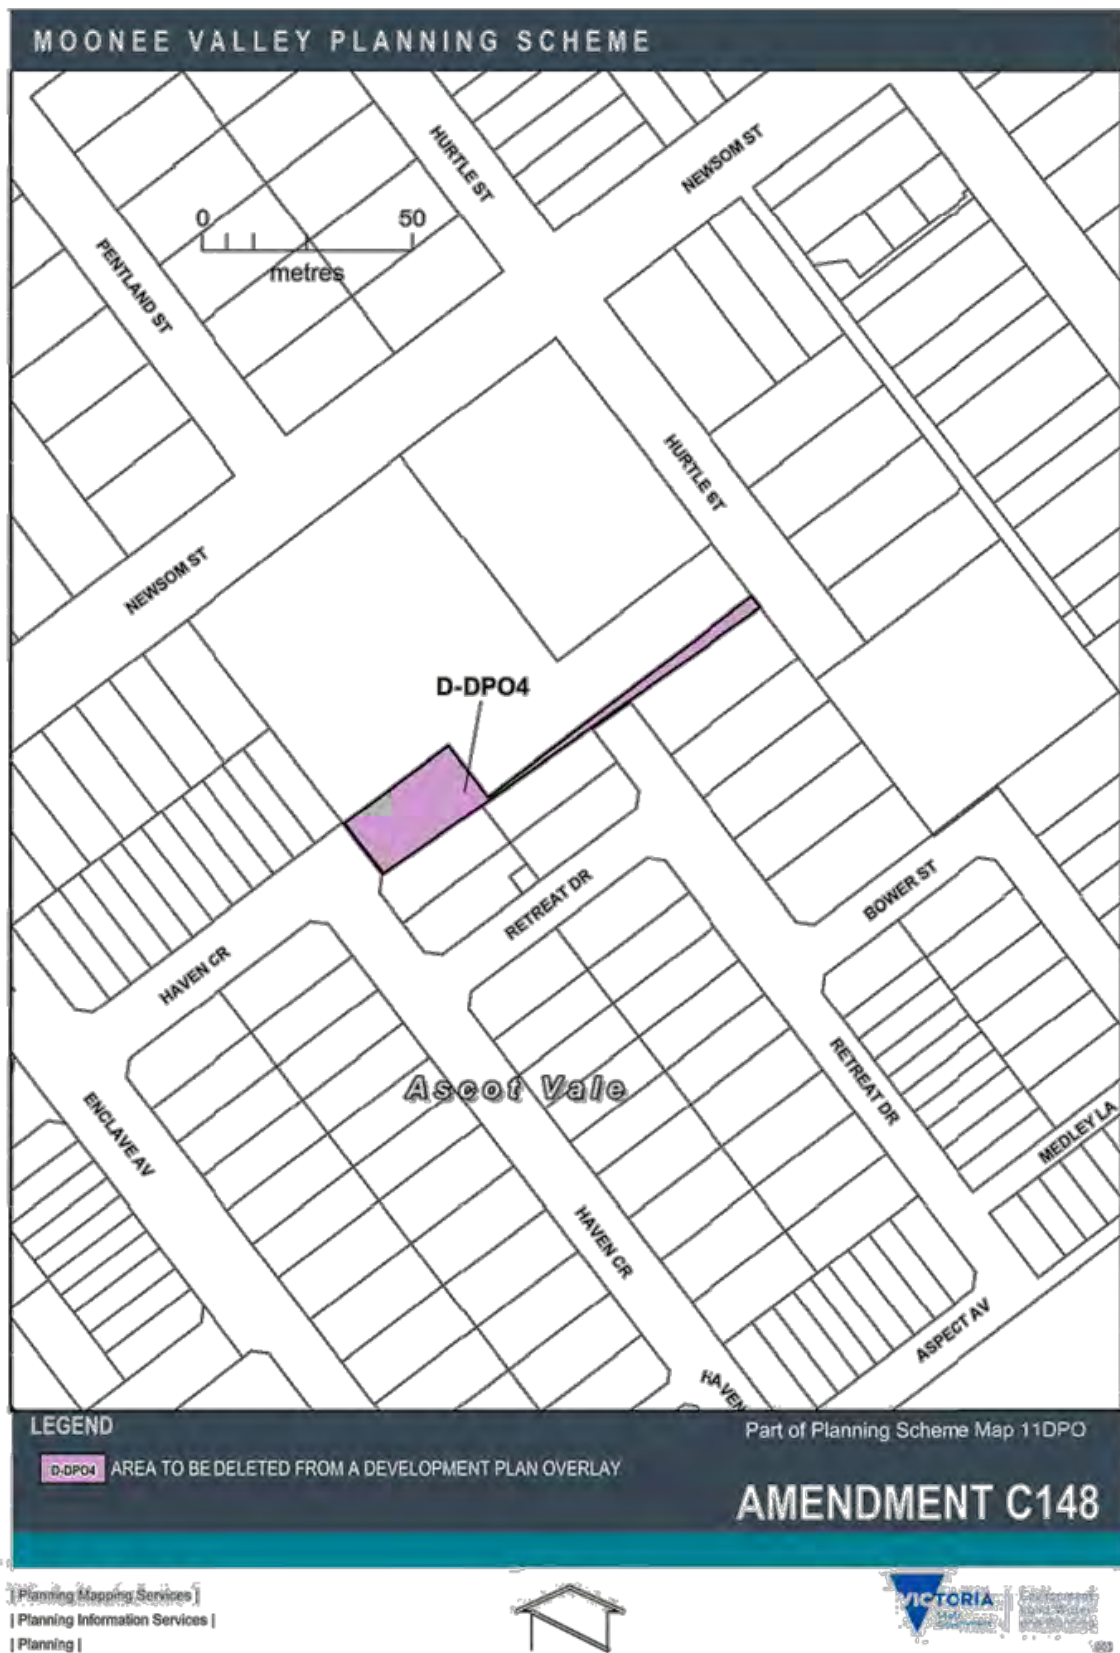 MOONEE VALLEY PLANNING SCHEME
HURTLE ST
NEWSOM ST
0 50
metres
PENTLAND ST
HURTLE ST
NEWSOM ST
D-DPO4
RETREAT DR
BOWER ST
HAVEN CR
Ascot Vale
RETREAT DR
ENCLAVE AV
MEDLEY LA
HAVEN CR
ASPECT AV
HAVEN
LEGEND
Part of Planning Scheme Map 11DPO
D-DPO4 AREA TO BE DELETED FROM A DEVELOPMENT PLAN OVERLAY
AMENDMENT C148
| Planning Mapping Services |
| Planning Information Services |
| Planning |
VICTORIA
State
Government